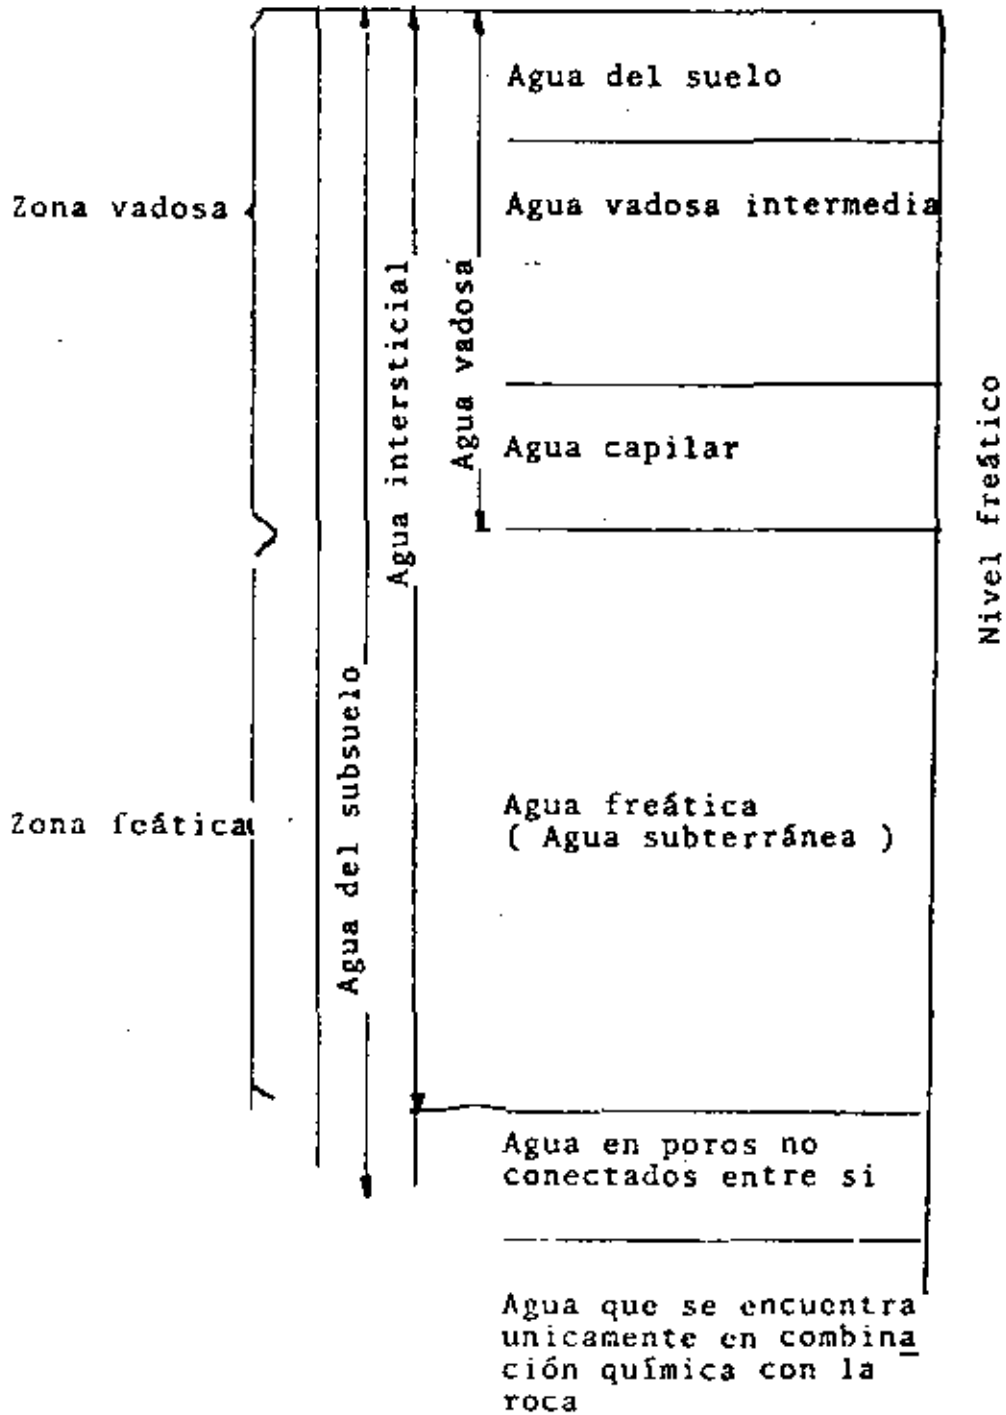 Agua del suelo
Zona vadosa
Agua vadosa intermedia
Agua intersticial
Agua vadosa
Agua capilar
Nivel freático
Agua del subsuelo
Zona fcática
Agua freática
( Agua subterránea )
Agua en poros no
conectados entre si
Agua que se encuentra
unicamente en combina
ción química con la
roca